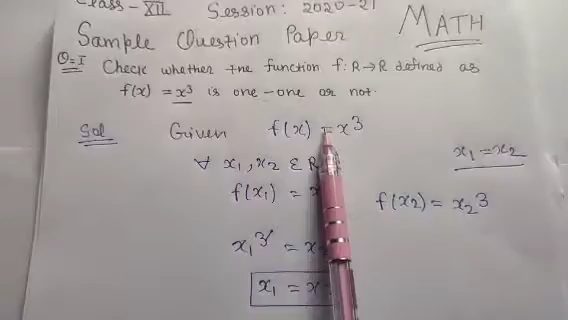 Class - XII Session: 2020-21
MATH
Sample Question Paper
Q=1 Check whether the function f: R→R defined as
f(x) = x³ is one-one or not.
Sol Given f(x) = x³
∀ x₁, x₂ ε R
x₁ = x₂
f(x₁) =
f(x₂) = x₂³
x₁³ =
x₁ =